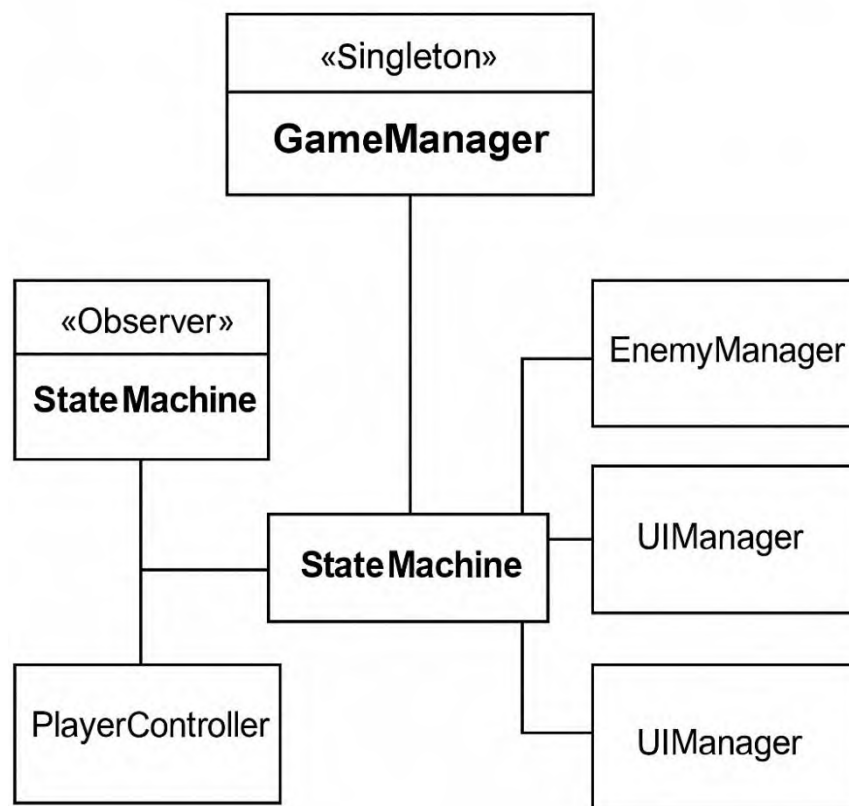 «Singleton»
GameManager
«Observer»
StateMachine
EnemyManager
StateMachine
UIManager
PlayerController
UIManager